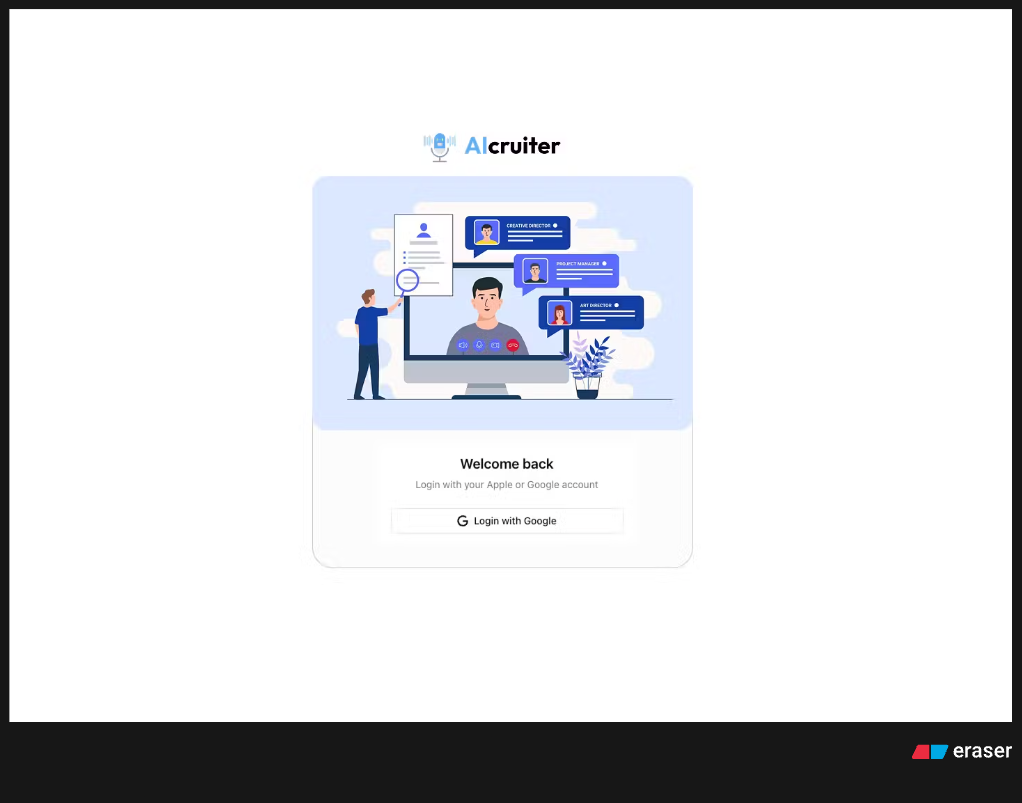 AIcruiter
CREATIVE DIRECTOR
PROJECT MANAGER
ART DIRECTOR
Welcome back
Login with your Apple or Google account
Login with Google
eraser